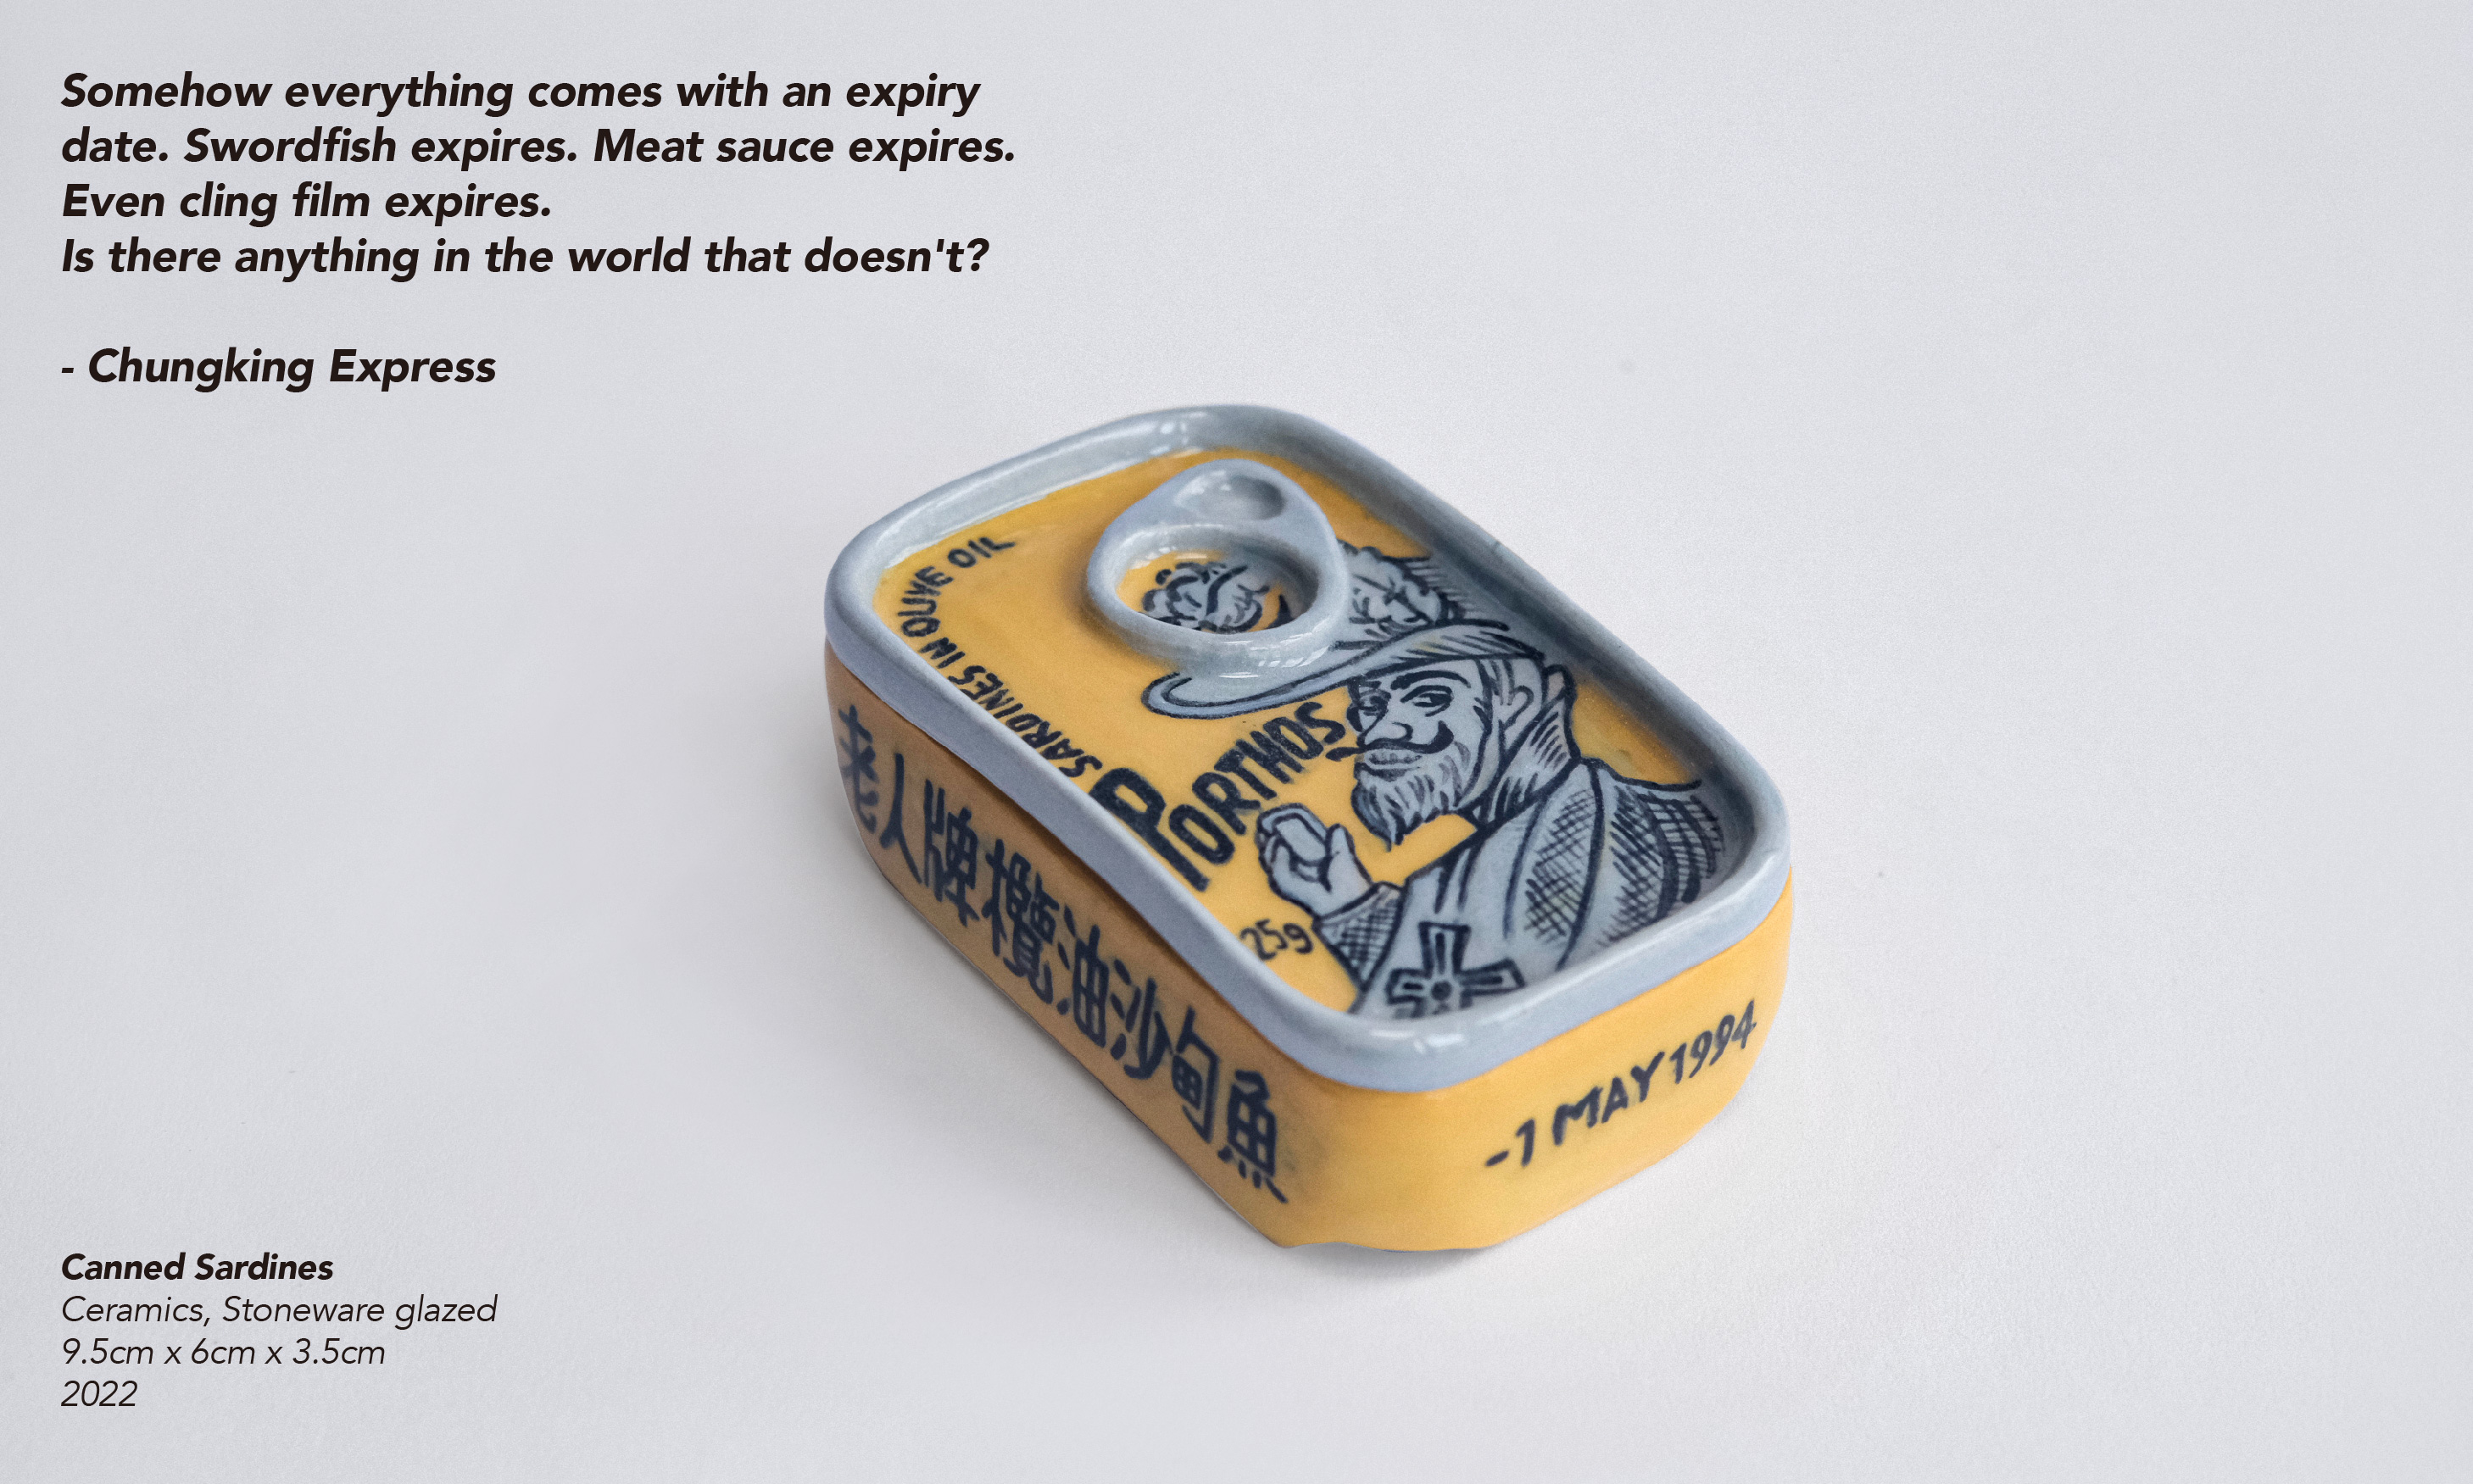 Somehow everything comes with an expiry
date. Swordfish expires. Meat sauce expires.
Even cling film expires.
Is there anything in the world that doesn't?
- Chungking Express
SARDINES IN OLIVE OIL
PORTHOS
25g
老人牌欖油沙甸魚
-1 MAY 1994
Canned Sardines
Ceramics, Stoneware glazed
9.5cm x 6cm x 3.5cm
2022